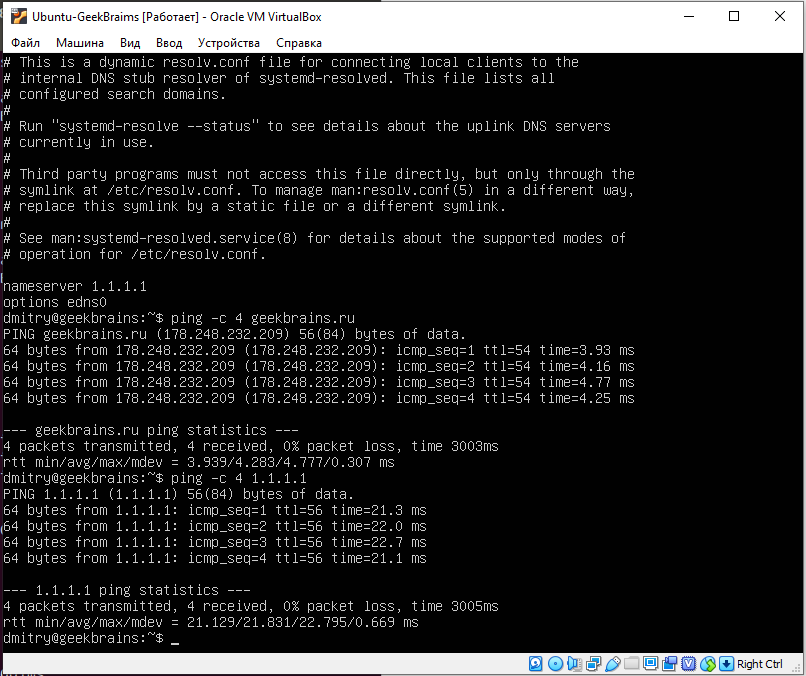 Ubuntu-GeekBraims [Работает] - Oracle VM VirtualBox
Файл Машина Вид Ввод Устройства Справка
# This is a dynamic resolv.conf file for connecting local clients to the
# internal DNS stub resolver of systemd-resolved. This file lists all
# configured search domains.
#
# Run "systemd-resolve --status" to see details about the uplink DNS servers
# currently in use.
#
# Third party programs must not access this file directly, but only through the
# symlink at /etc/resolv.conf. To manage man:resolv.conf(5) in a different way,
# replace this symlink by a static file or a different symlink.
#
# See man:systemd-resolved.service(8) for details about the supported modes of
# operation for /etc/resolv.conf.
nameserver 1.1.1.1
options edns0
dmitry@geekbrains:~$ ping -c 4 geekbrains.ru
PING geekbrains.ru (178.248.232.209) 56(84) bytes of data.
64 bytes from 178.248.232.209 (178.248.232.209): icmp_seq=1 ttl=54 time=3.93 ms
64 bytes from 178.248.232.209 (178.248.232.209): icmp_seq=2 ttl=54 time=4.16 ms
64 bytes from 178.248.232.209 (178.248.232.209): icmp_seq=3 ttl=54 time=4.77 ms
64 bytes from 178.248.232.209 (178.248.232.209): icmp_seq=4 ttl=54 time=4.25 ms
--- geekbrains.ru ping statistics ---
4 packets transmitted, 4 received, 0% packet loss, time 3003ms
rtt min/avg/max/mdev = 3.939/4.283/4.777/0.307 ms
dmitry@geekbrains:~$ ping -c 4 1.1.1.1
PING 1.1.1.1 (1.1.1.1) 56(84) bytes of data.
64 bytes from 1.1.1.1: icmp_seq=1 ttl=56 time=21.3 ms
64 bytes from 1.1.1.1: icmp_seq=2 ttl=56 time=22.0 ms
64 bytes from 1.1.1.1: icmp_seq=3 ttl=56 time=22.7 ms
64 bytes from 1.1.1.1: icmp_seq=4 ttl=56 time=21.1 ms
--- 1.1.1.1 ping statistics ---
4 packets transmitted, 4 received, 0% packet loss, time 3005ms
rtt min/avg/max/mdev = 21.129/21.831/22.795/0.669 ms
dmitry@geekbrains:~$ _
Right Ctrl